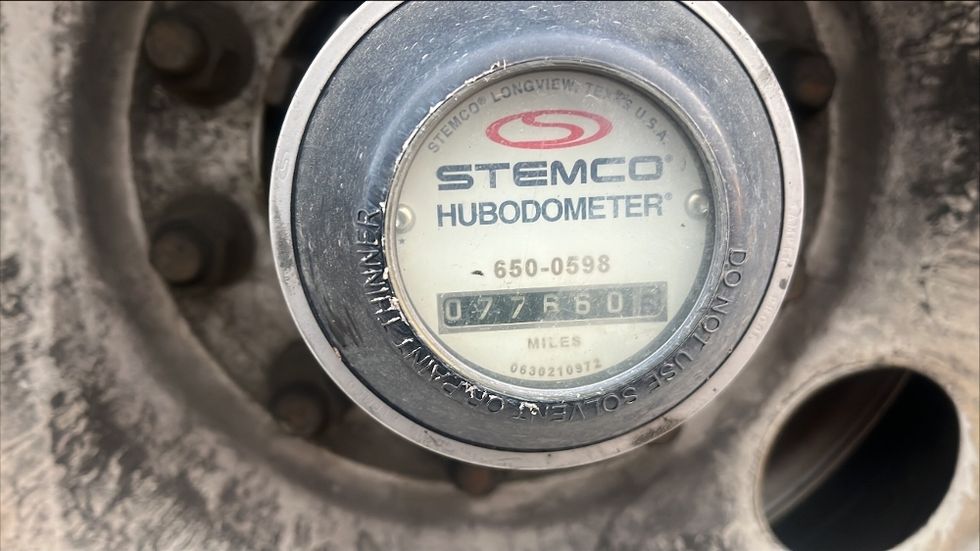 STEMCO® LONGVIEW, TEXAS U.S.A.
STEMCO®
HUBODOMETER®
650-0598
077660
MILES
0630210972
DO NOT USE SOLVENT OR PAINT THINNER